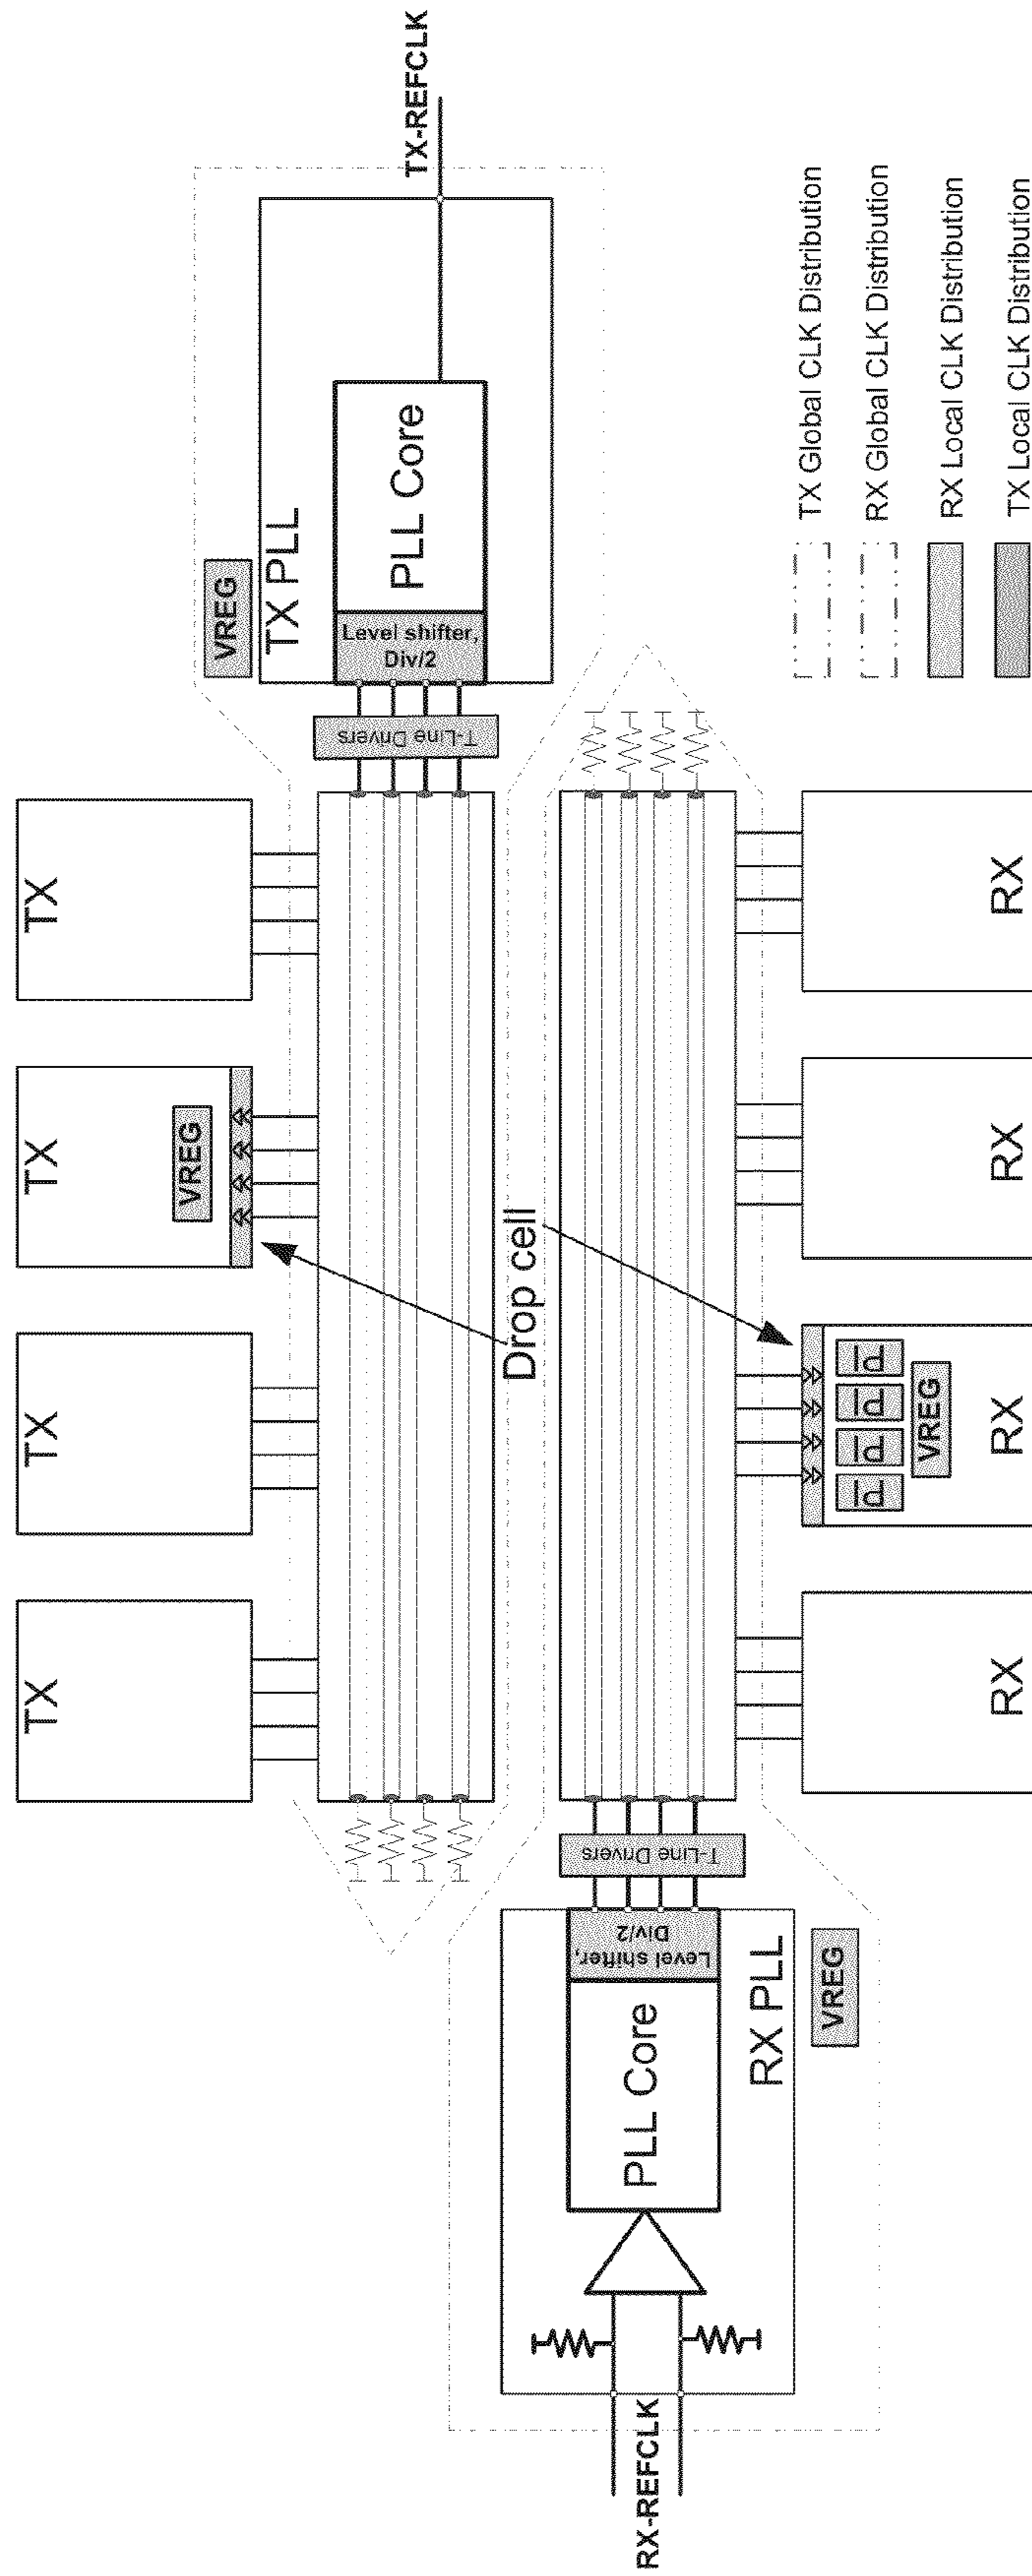 TX
TX
TX
TX
VREG
VREG
TX PLL
Level shifter,
Div/2
PLL Core
T-Line Drivers
TX-REFCLK
Drop cell
RX-REFCLK
PLL Core
Level shifter,
Div/2
T-Line Drivers
RX PLL
VREG
PI
PI
PI
PI
VREG
RX
RX
RX
RX
TX Global CLK Distribution
RX Global CLK Distribution
RX Local CLK Distribution
TX Local CLK Distribution